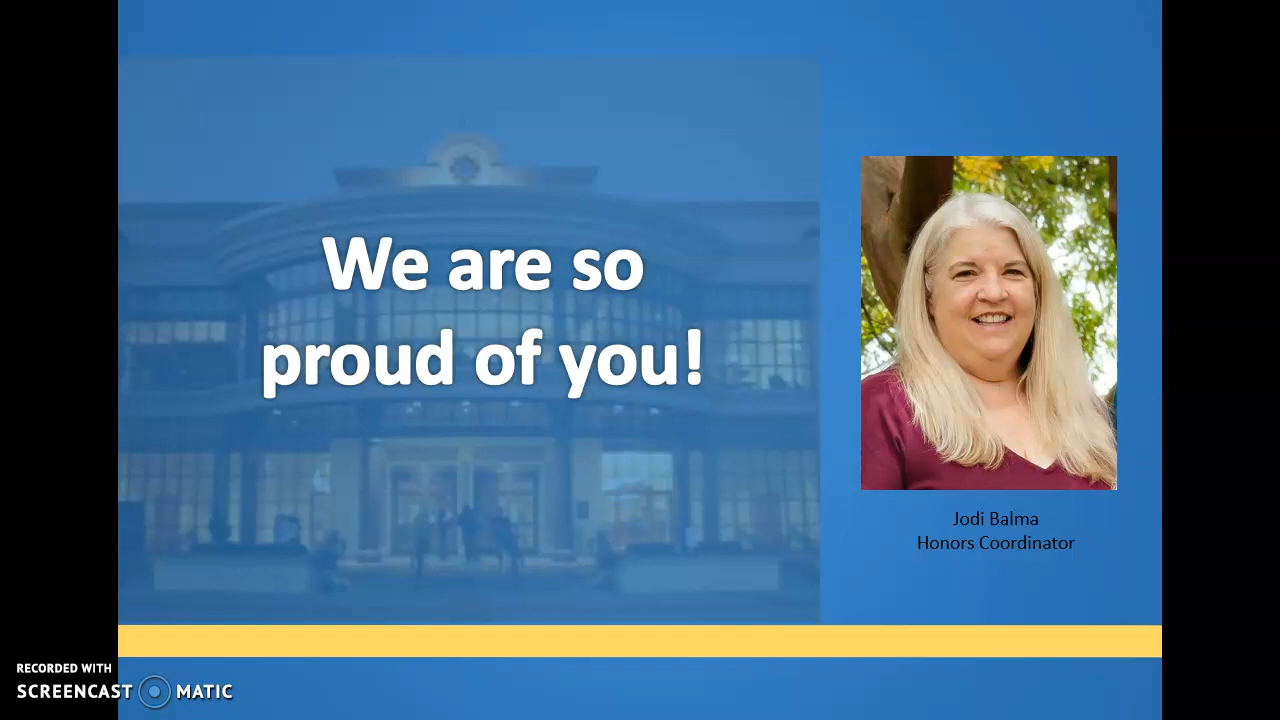 We are so
proud of you!
Jodi Balma
Honors Coordinator
RECORDED WITH
SCREENCAST MATIC